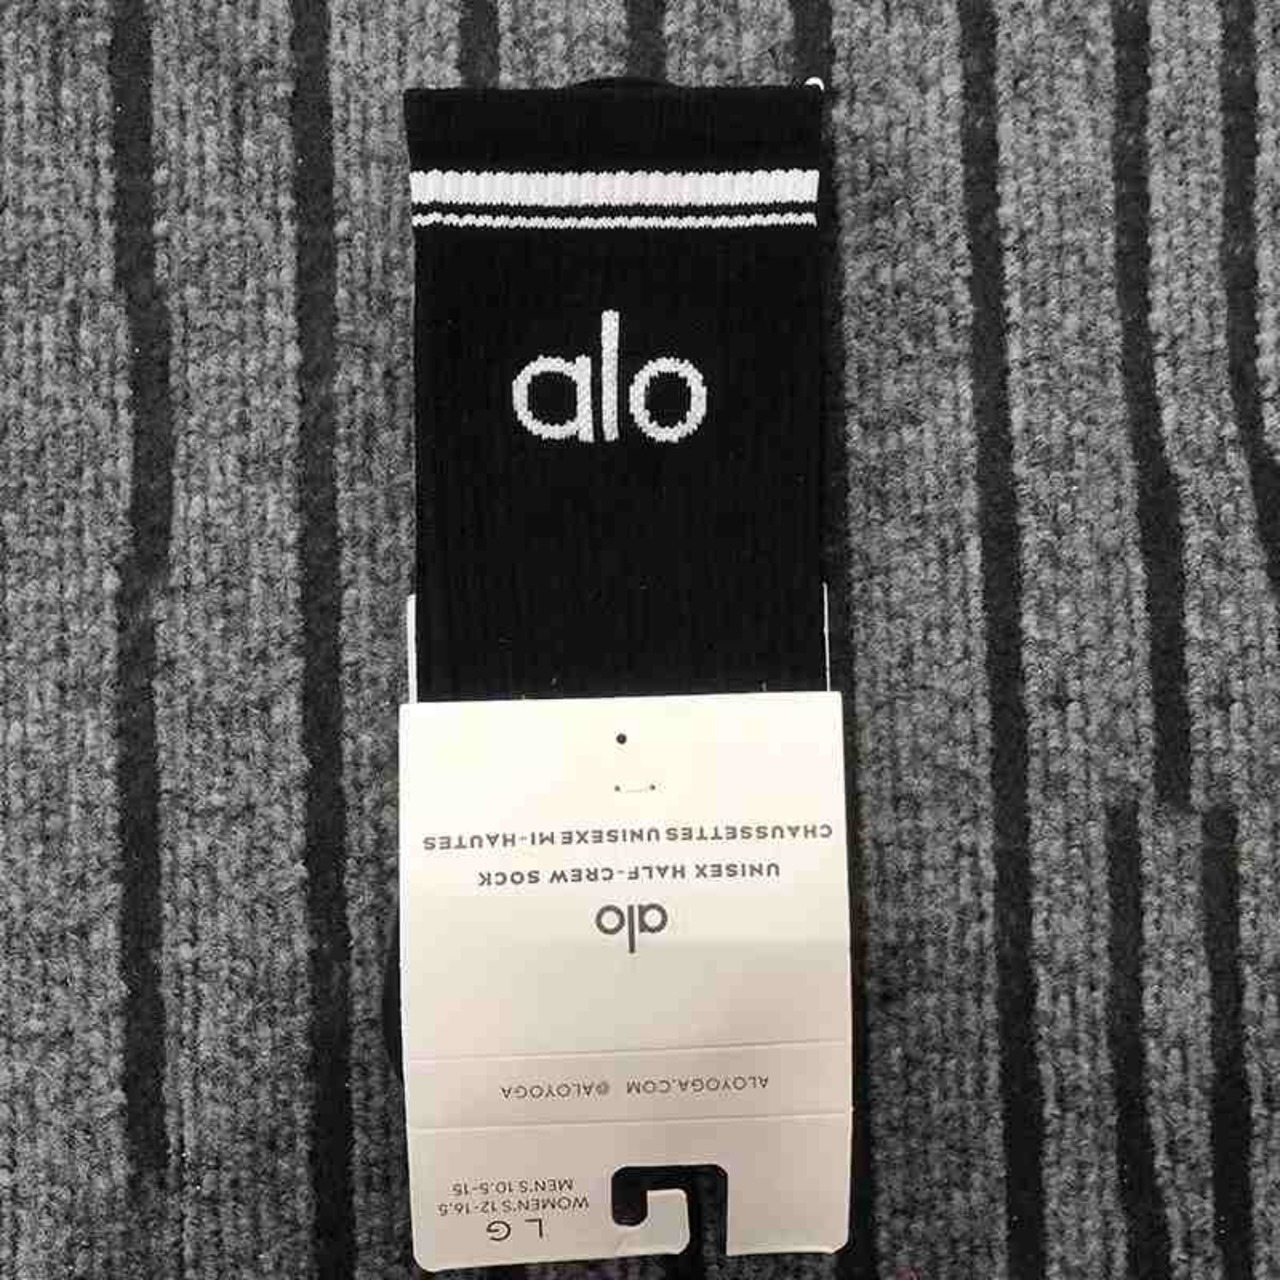 alo
L G
WOMEN'S 12-16.5
MEN'S 10.5-15
ALOYOGA.COM @ALOYOGA
alo
UNISEX HALF-CREW SOCK
CHAUSSETTES UNISEXE MI-HAUTES